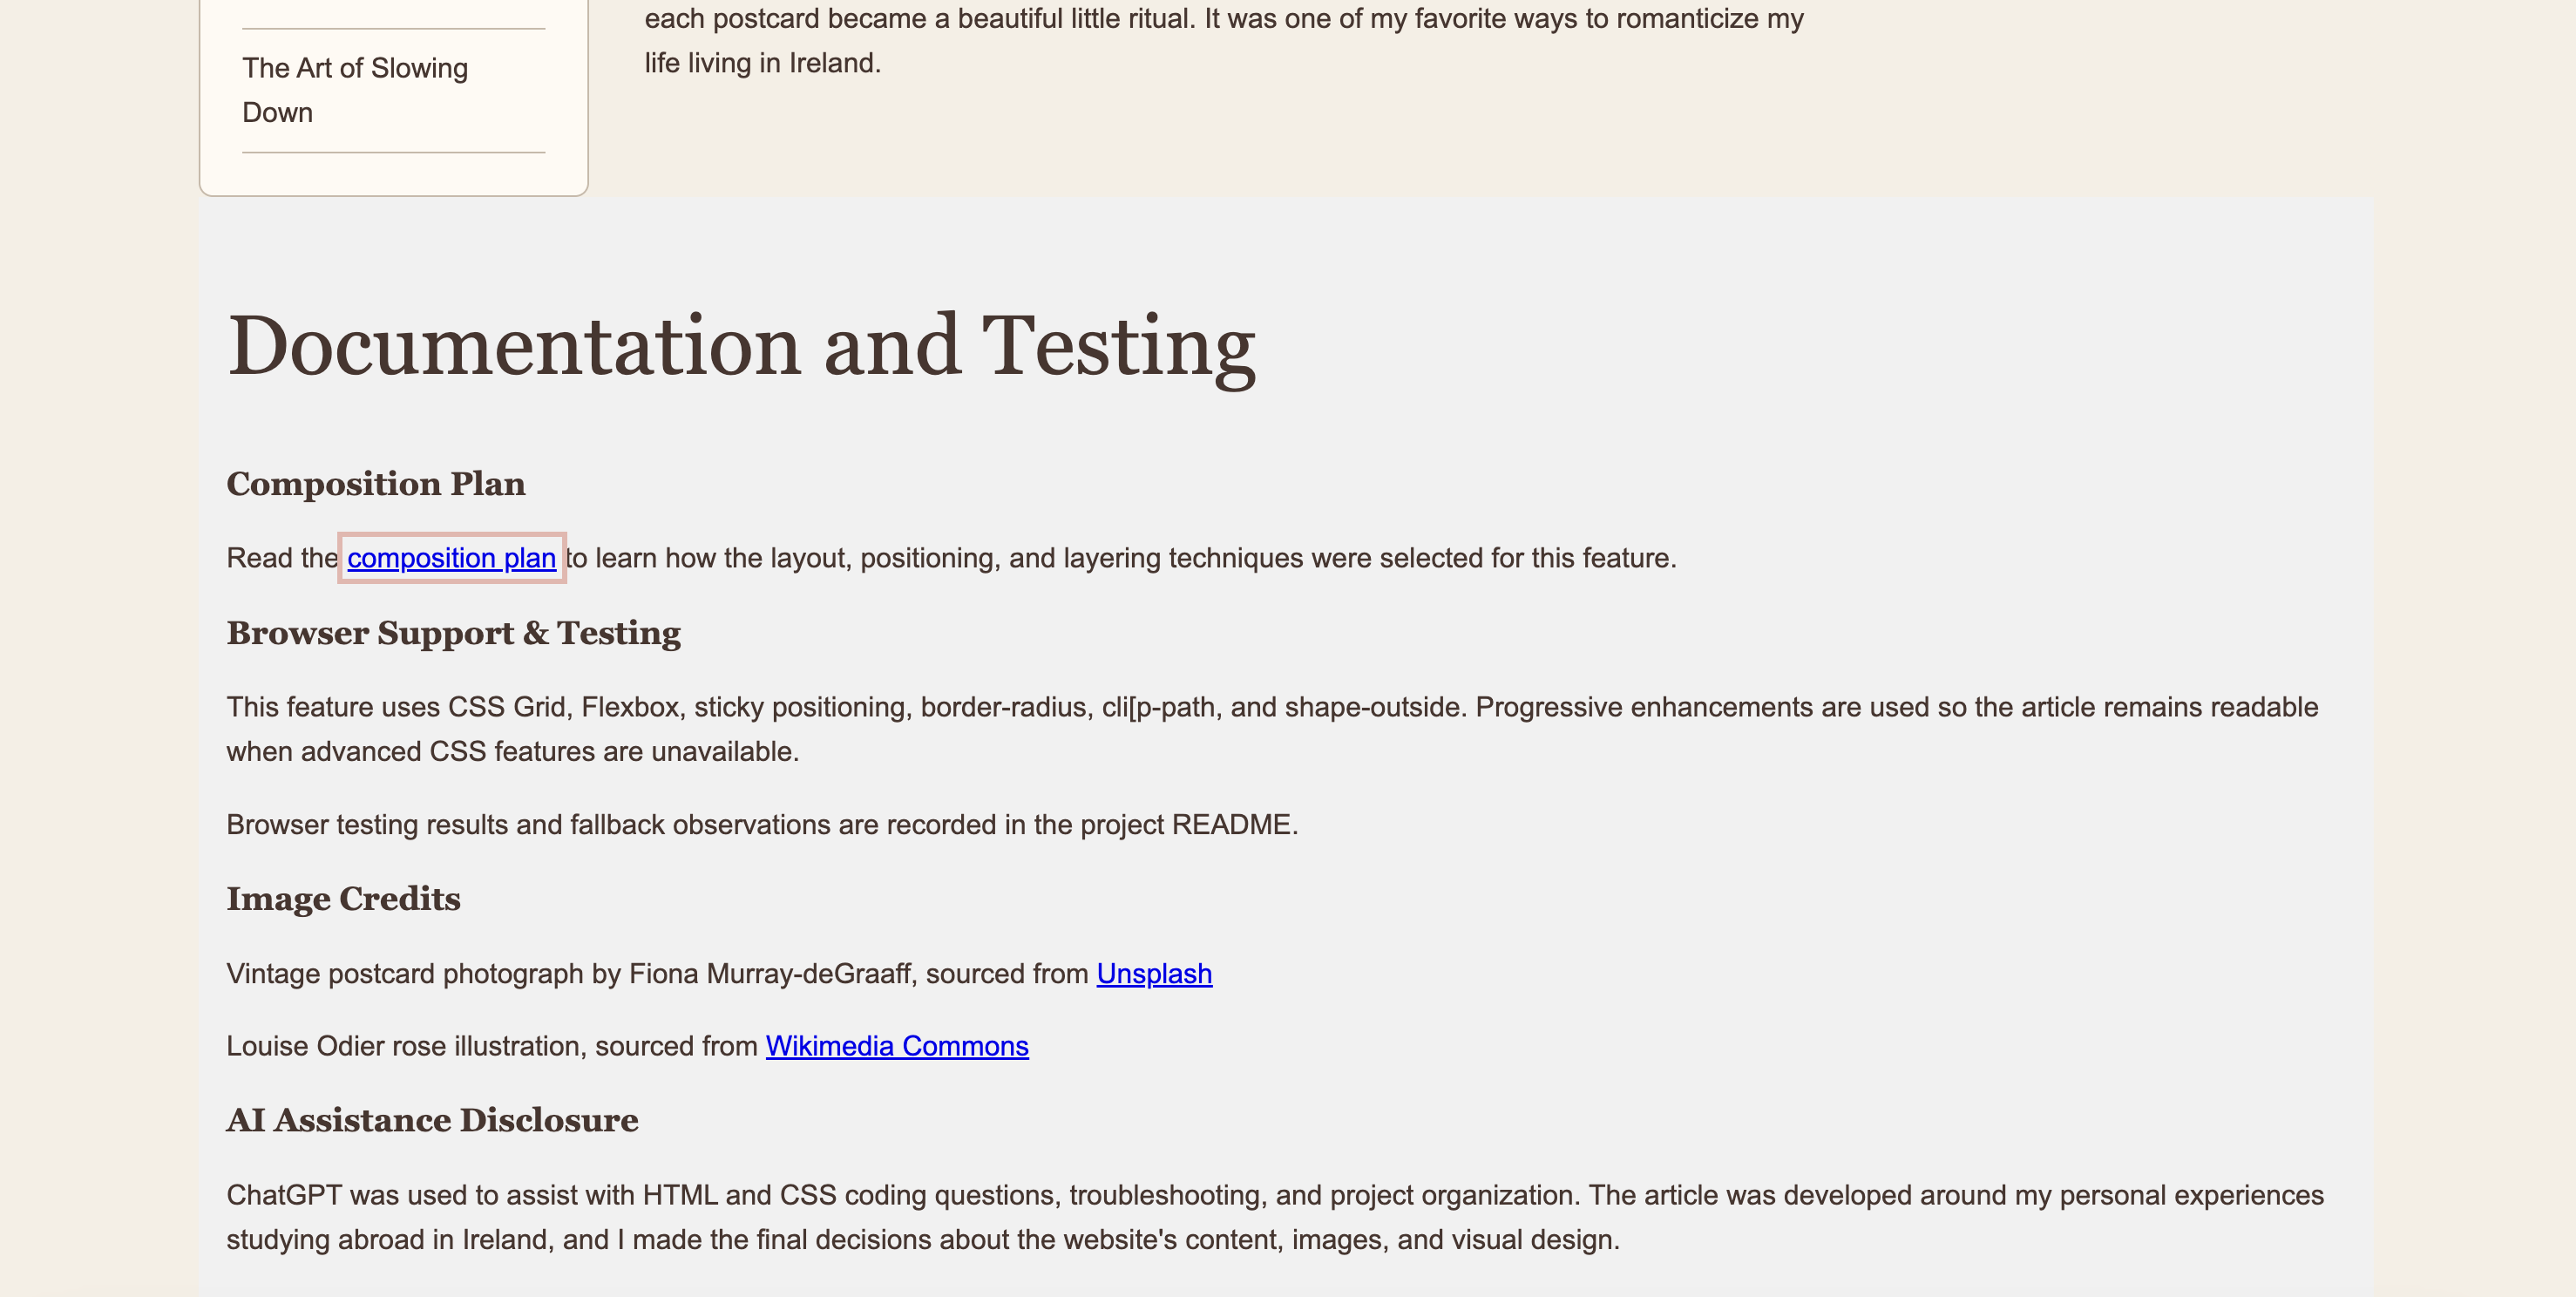 each postcard became a beautiful little ritual. It was one of my favorite ways to romanticize my
life living in Ireland.
The Art of Slowing
Down
Documentation and Testing
Composition Plan
Read the composition plan to learn how the layout, positioning, and layering techniques were selected for this feature.
Browser Support & Testing
This feature uses CSS Grid, Flexbox, sticky positioning, border-radius, cli[p-path, and shape-outside. Progressive enhancements are used so the article remains readable
when advanced CSS features are unavailable.
Browser testing results and fallback observations are recorded in the project README.
Image Credits
Vintage postcard photograph by Fiona Murray-deGraaff, sourced from Unsplash
Louise Odier rose illustration, sourced from Wikimedia Commons
AI Assistance Disclosure
ChatGPT was used to assist with HTML and CSS coding questions, troubleshooting, and project organization. The article was developed around my personal experiences
studying abroad in Ireland, and I made the final decisions about the website's content, images, and visual design.